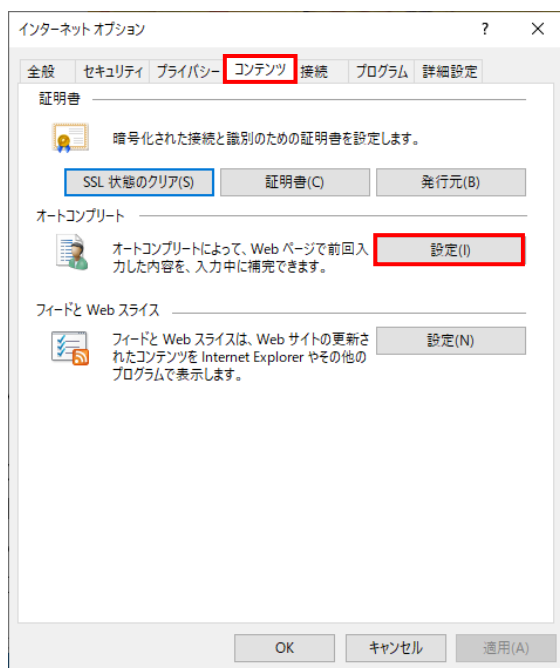 インターネット オプション ? ×
全般 セキュリティ プライバシー コンテンツ 接続 プログラム 詳細設定
証明書
暗号化された接続と識別のための証明書を設定します。
SSL 状態のクリア(S) 証明書(C) 発行元(B)
オートコンプリート
オートコンプリートによって、Web ページで前回入
力した内容を、入力中に補完できます。
設定(I)
フィードと Web スライス
フィードと Web スライスは、Web サイトの更新さ
れたコンテンツを Internet Explorer やその他の
プログラムで表示します。
設定(N)
OK キャンセル 適用(A)